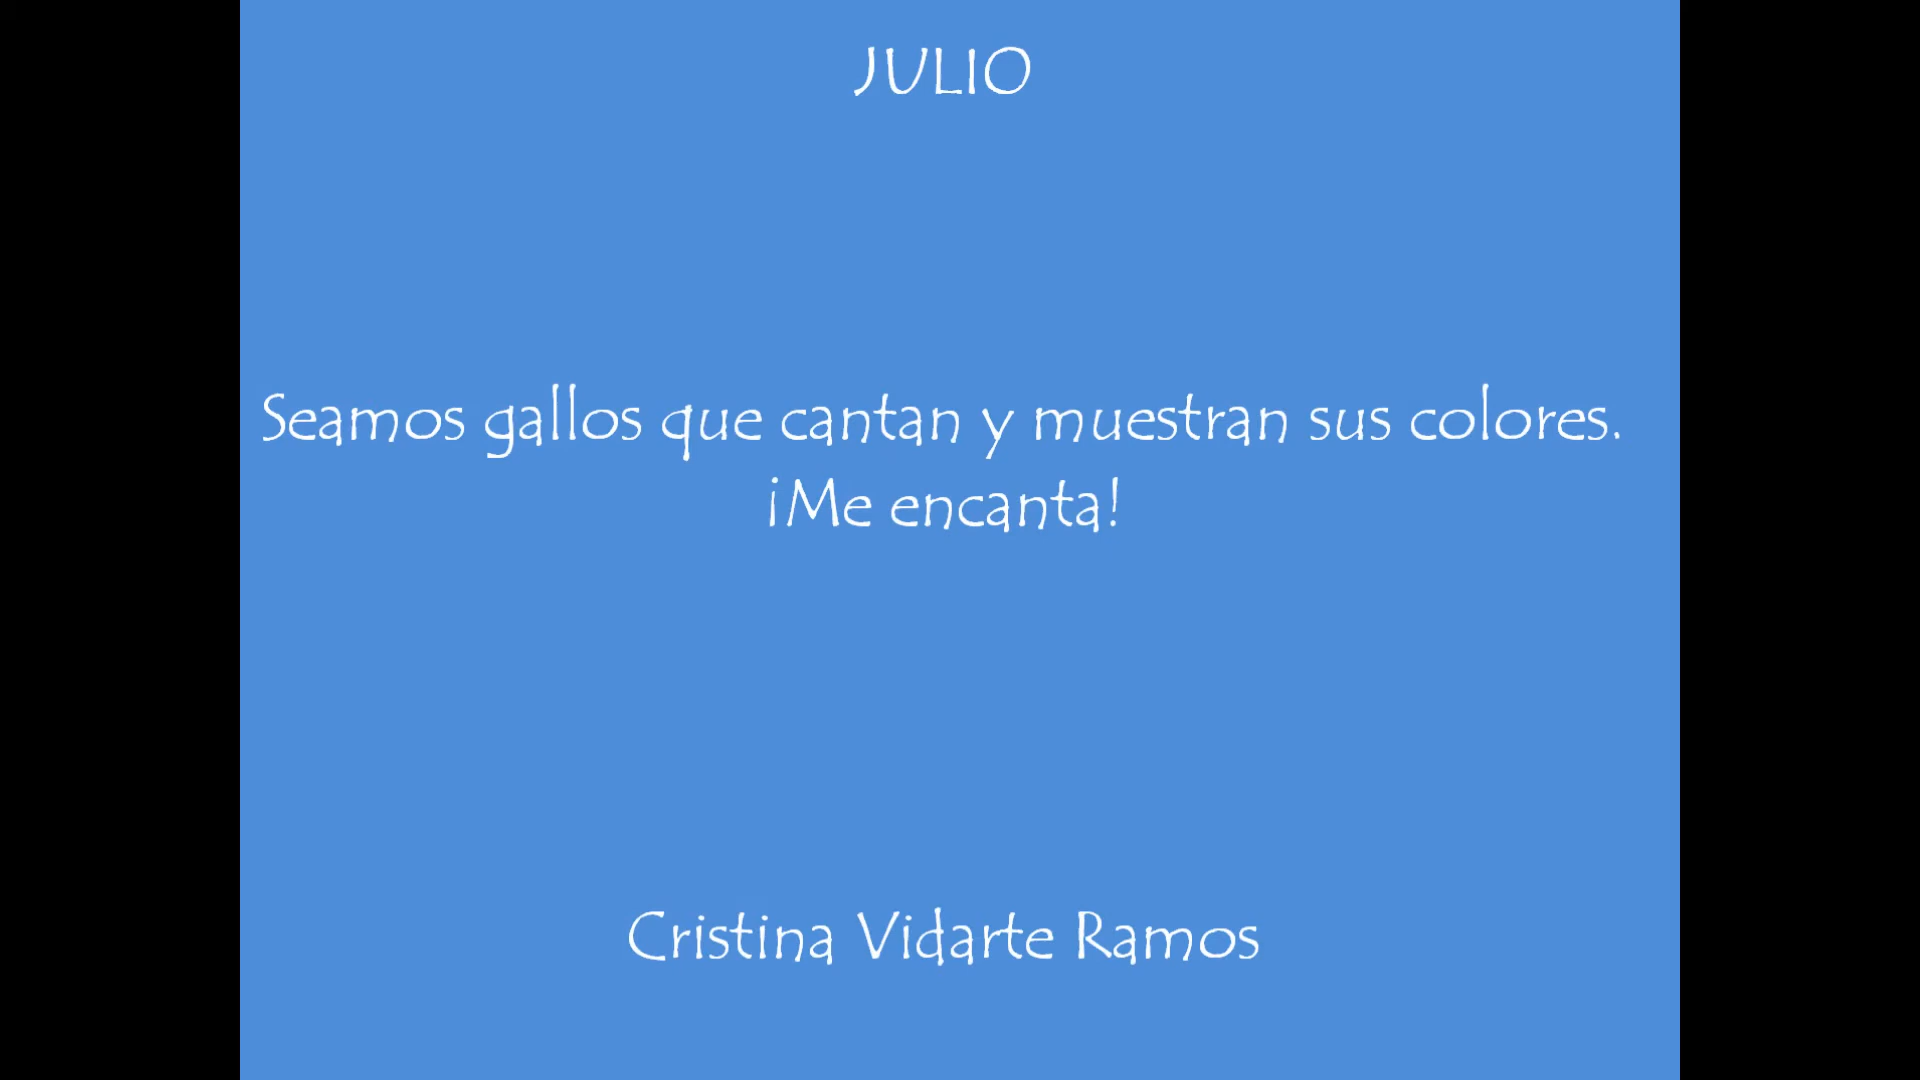 JULIO
Seamos gallos que cantan y muestran sus colores.
¡Me encanta!
Cristina Vidarte Ramos